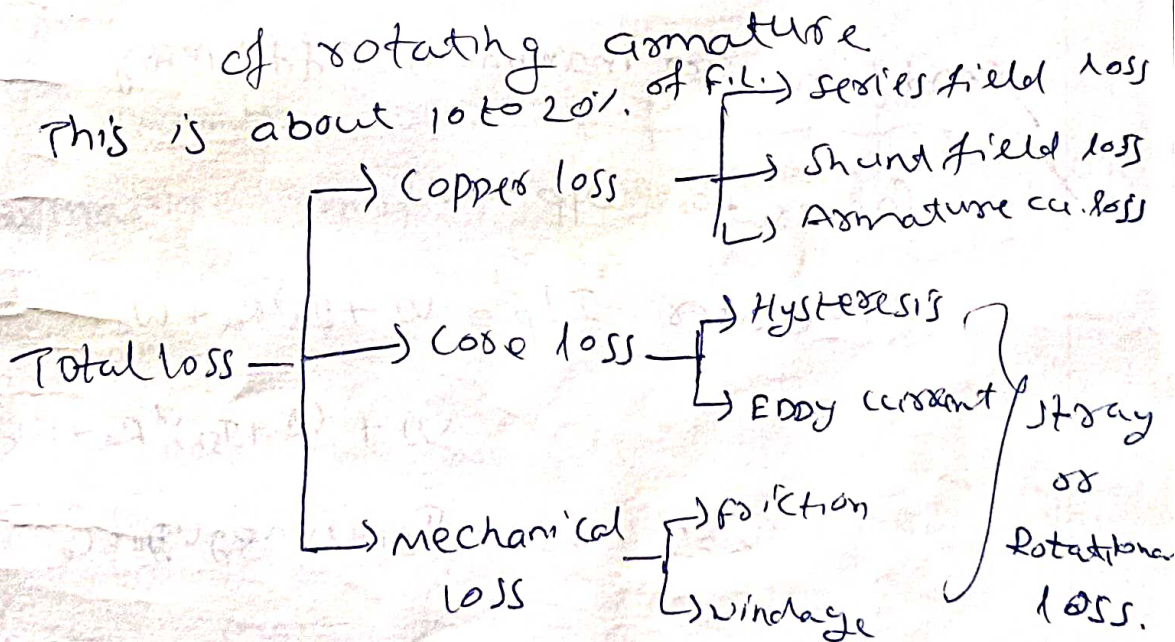 of rotating armature
This is about 10 to 20%. of F.L.
Total loss
Copper loss
series field loss
Shunt field loss
Armature cu. loss
Core loss
Hysteresis
EDDY current
Mechanical loss
friction
windage
stray
or
Rotational
loss.